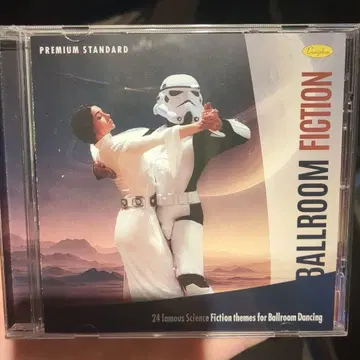 PREMIUM STANDARD
BALLROOM FICTION
24 famous Science Fiction themes for Ballroom Dancing